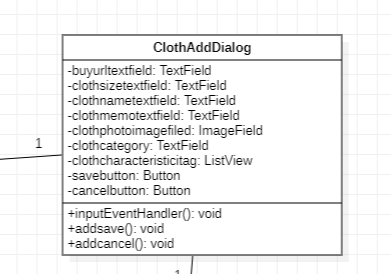 ClothAddDialog
-buyurltextfield: TextField
-clothsizetextfield: TextField
-clothnametextfield: TextField
-clothmemotextfield: TextField
-clothphotoimagefiled: ImageField
-clothcategory: TextField
1
-clothcharacteristicitag: ListView
-savebutton: Button
-cancelbutton: Button
+inputEventHandler(): void
+addsave(): void
+addcancel(): void
1